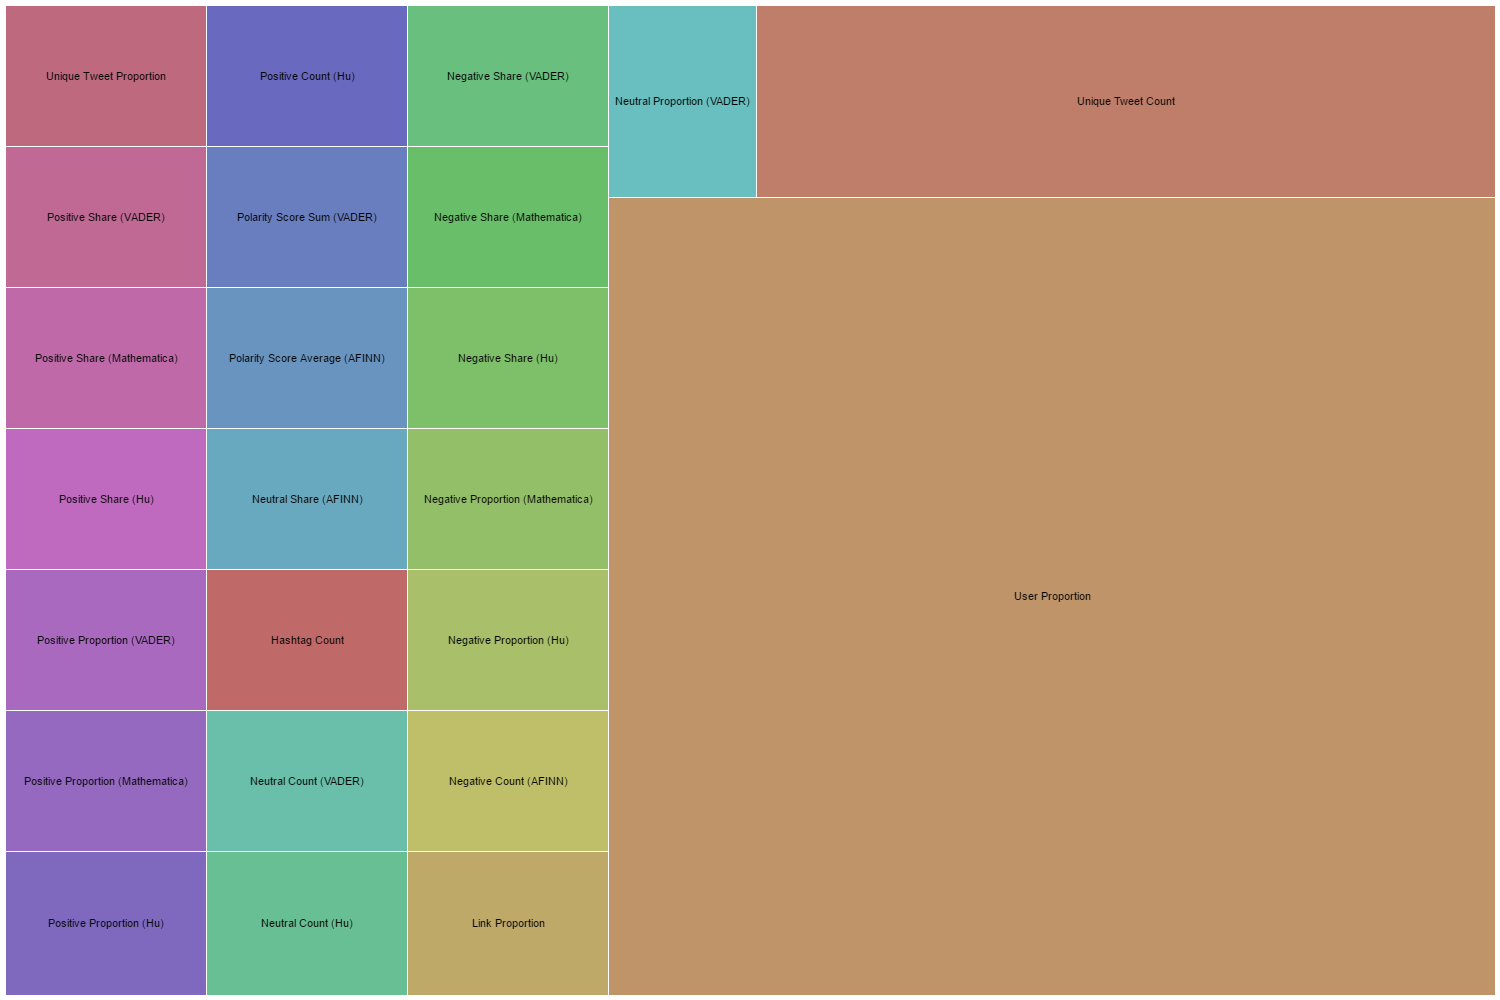 Unique Tweet Proportion
Positive Count (Hu)
Negative Share (VADER)
Neutral Proportion (VADER)
Unique Tweet Count
Positive Share (VADER)
Polarity Score Sum (VADER)
Negative Share (Mathematica)
Positive Share (Mathematica)
Polarity Score Average (AFINN)
Negative Share (Hu)
Positive Share (Hu)
Neutral Share (AFINN)
Negative Proportion (Mathematica)
User Proportion
Positive Proportion (VADER)
Hashtag Count
Negative Proportion (Hu)
Positive Proportion (Mathematica)
Neutral Count (VADER)
Negative Count (AFINN)
Positive Proportion (Hu)
Neutral Count (Hu)
Link Proportion